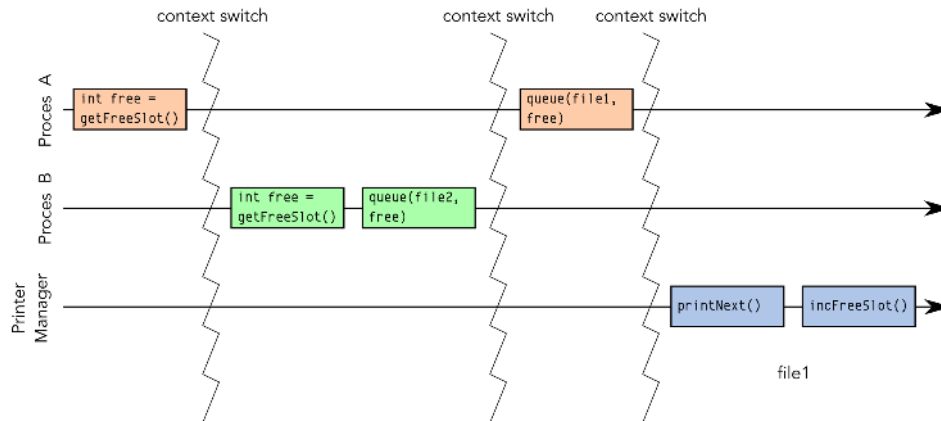 context switch
context switch
context switch
Proces A
int free =
getFreeSlot()
queue(file1,
free)
Proces B
int free =
getFreeSlot()
queue(file2,
free)
Printer
Manager
printNext()
incFreeSlot()
file1